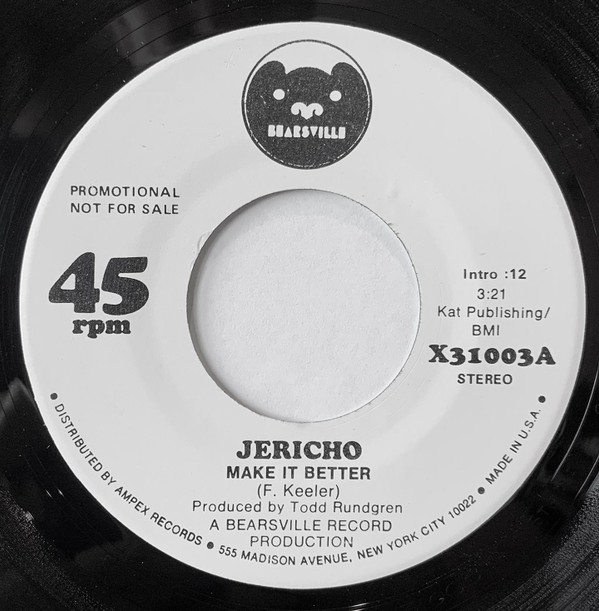 BEARSVILLE
PROMOTIONAL
NOT FOR SALE
45
rpm
Intro :12
3:21
Kat Publishing/
BMI
X31003A
STEREO
JERICHO
MAKE IT BETTER
(F. Keeler)
Produced by Todd Rundgren
A BEARSVILLE RECORD
PRODUCTION
• DISTRIBUTED BY AMPEX RECORDS • 555 MADISON AVENUE, NEW YORK CITY 10022 • MADE IN U.S.A. •